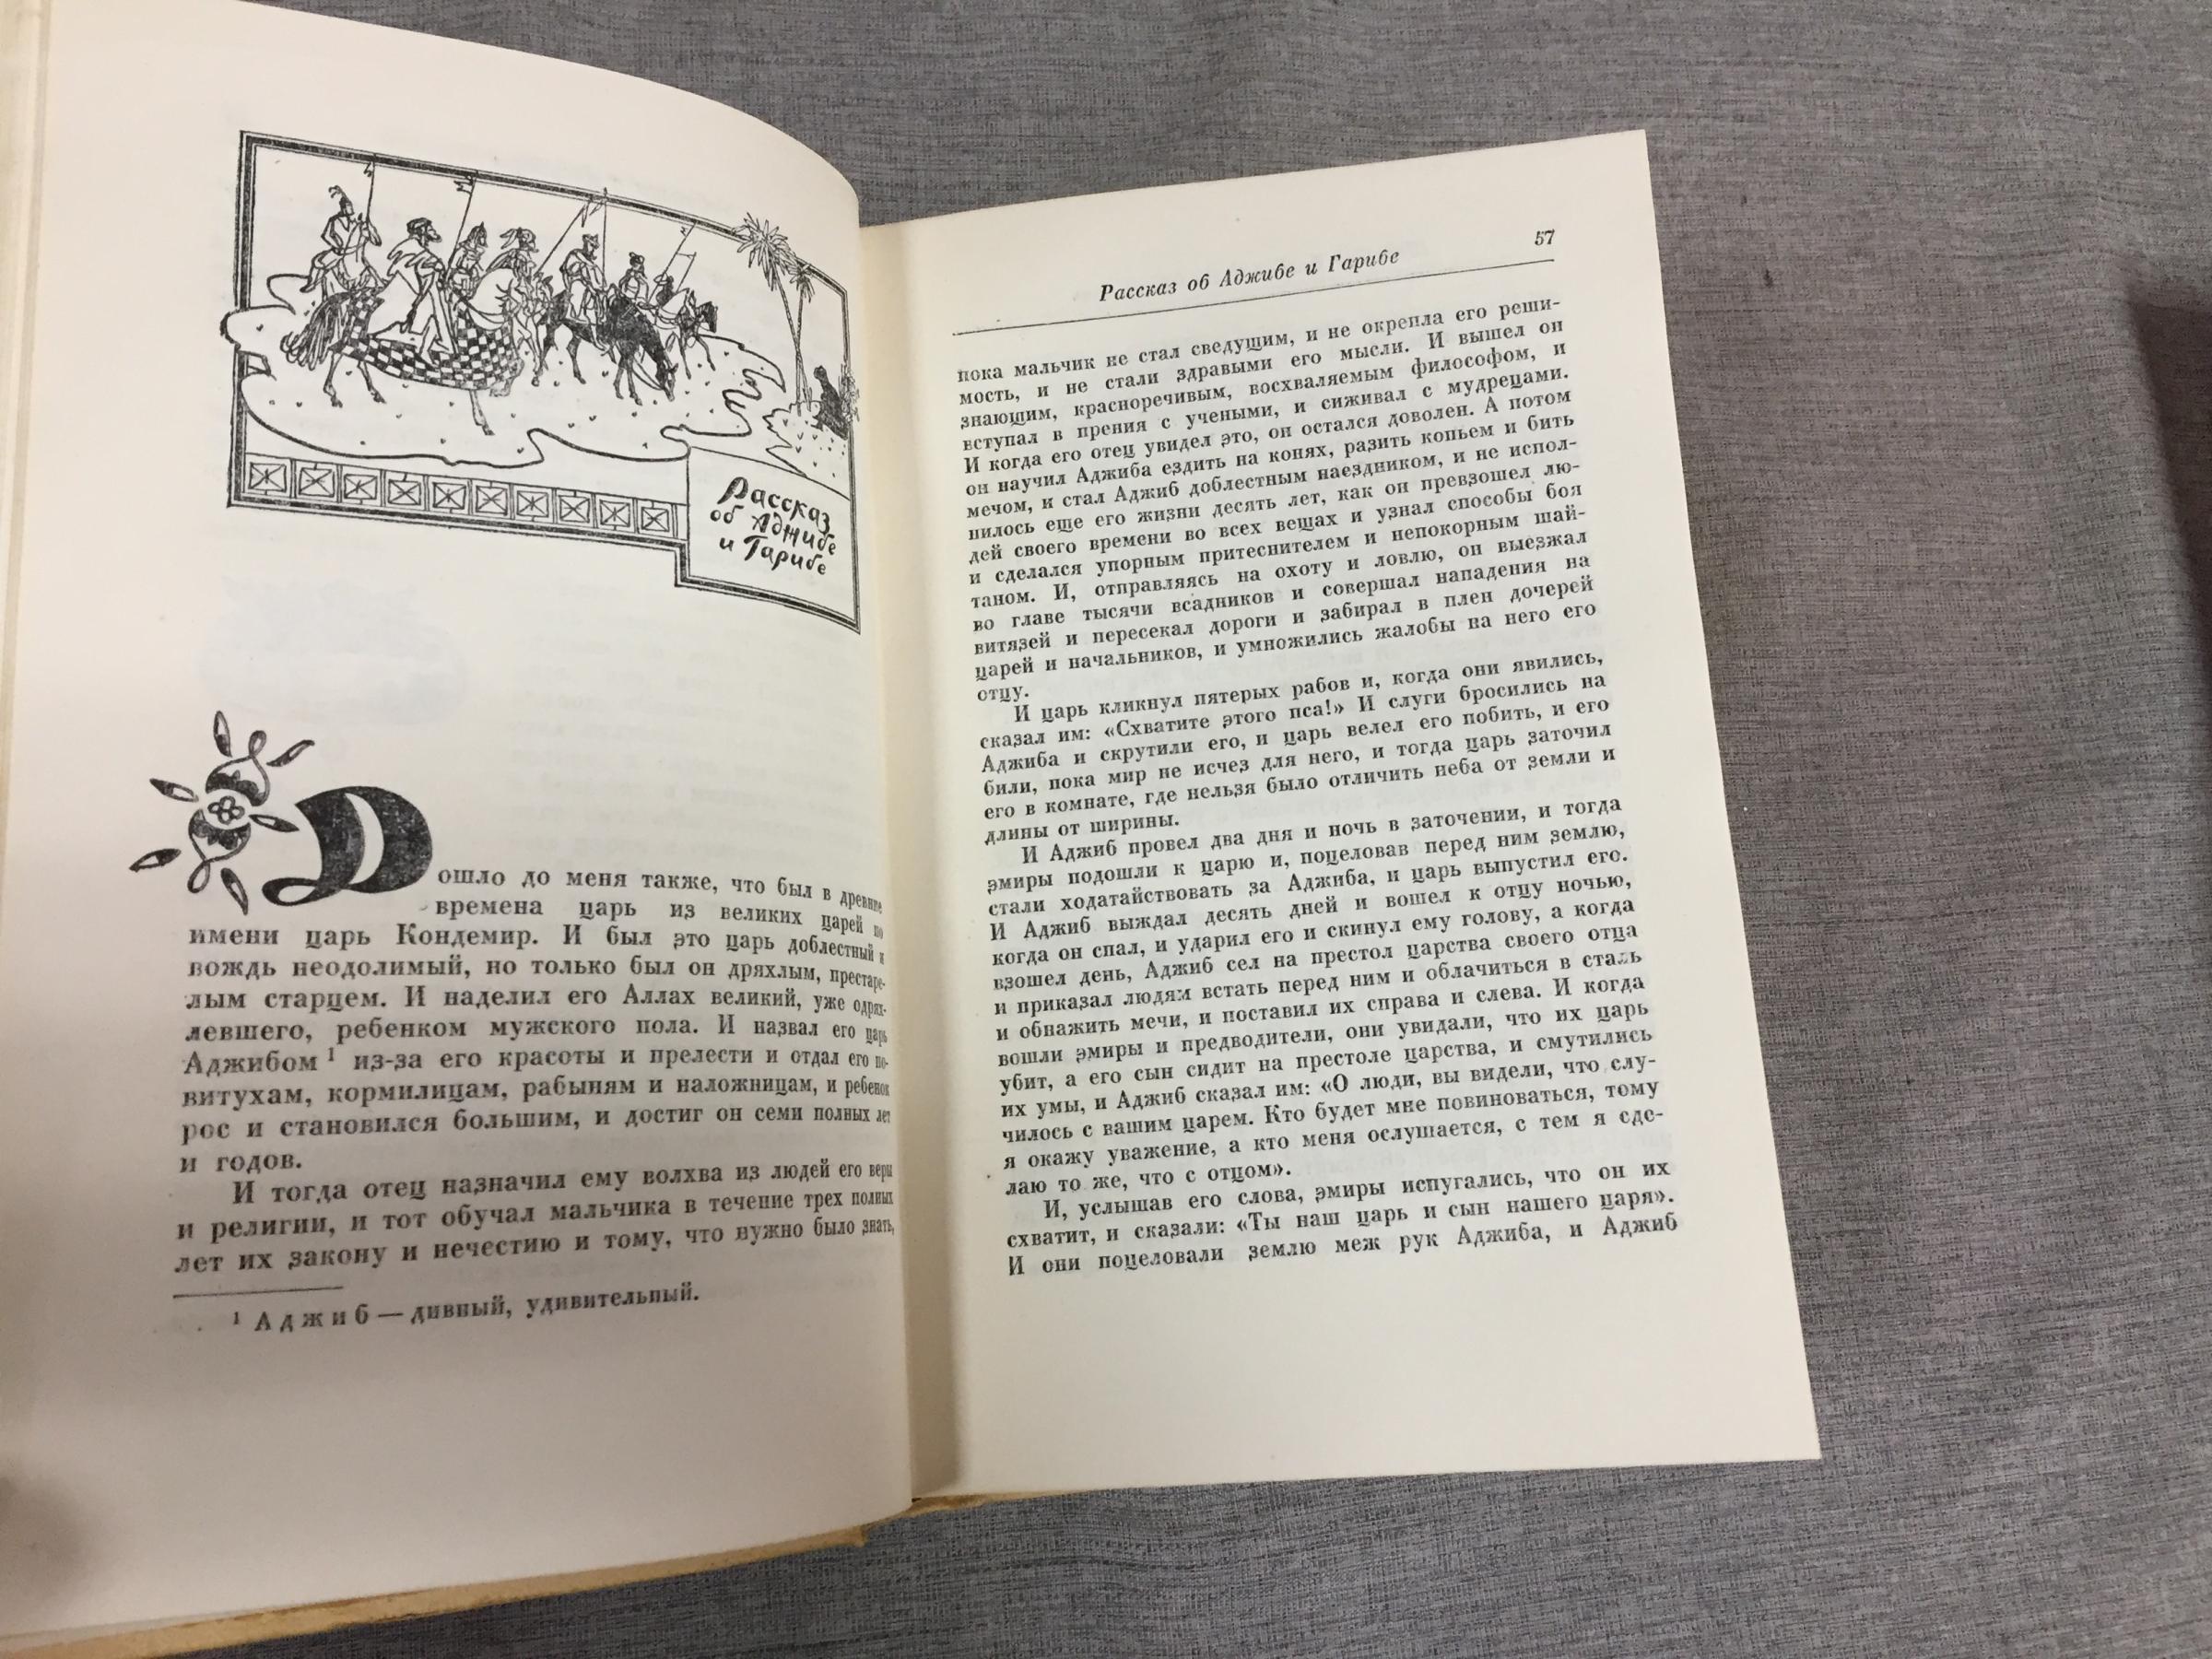 Рассказ
об Аджибе
и Гарибе
Дошло до меня также, что был в древние
времена царь из великих царей по
имени царь Кондемир. И был это царь доблестный и
вождь неодолимый, но только был он дряхлым, престаре-
лым старцем. И наделил его Аллах великий, уже одрях-
левшего, ребенком мужского пола. И назвал его царь
Аджибом ¹ из-за его красоты и прелести и отдал его по-
витухам, кормилицам, рабыням и наложницам, и ребенок
рос и становился большим, и достиг он семи полных лет
и годов.
И тогда отец назначил ему волхва из людей его веры
и религии, и тот обучал мальчика в течение трех полных
лет их закону и нечестию и тому, что нужно было знать,
¹ Аджиб — дивный, удивительный.
57
Рассказ об Аджибе и Гарибе
пока мальчик не стал сведущим, и не окрепла его реши-
мость, и не стали здравыми его мысли. И вышел он
знающим, красноречивым, восхваляемым философом, и
вступал в прения с учеными, и сиживал с мудрецами.
И когда его отец увидел это, он остался доволен. А потом
он научил Аджиба ездить на конях, разить копьем и бить
мечом, и стал Аджиб доблестным наездником, и не испол-
нилось еще его жизни десять лет, как он превзошел лю-
дей своего времени во всех вещах и узнал способы боя
и сделался упорным притеснителем и непокорным шай-
таном. И, отправляясь на охоту и ловлю, он выезжал
во главе тысячи всадников и совершал нападения на
витязей и пересекал дороги и забирал в плен дочерей
царей и начальников, и умножились жалобы на него его
отцу.
И царь кликнул пятерых рабов и, когда они явились,
сказал им: «Схватите этого пса!» И слуги бросились на
Аджиба и скрутили его, и царь велел его побить, и его
били, пока мир не исчез для него, и тогда царь заточил
его в комнате, где нельзя было отличить неба от земли и
длины от ширины.
И Аджиб провел два дня и ночь в заточении, и тогда
эмиры подошли к царю и, поцеловав перед ним землю,
стали ходатайствовать за Аджиба, и царь выпустил его.
И Аджиб выждал десять дней и вошел к отцу ночью,
когда он спал, и ударил его и скинул ему голову, а когда
взошел день, Аджиб сел на престол царства своего отца
и приказал людям встать перед ним и облачиться в сталь
и обнажить мечи, и поставил их справа и слева. И когда
вошли эмиры и предводители, они увидали, что их царь
убит, а его сын сидит на престоле царства, и смутились
их умы, и Аджиб сказал им: «О люди, вы видели, что слу-
чилось с вашим царем. Кто будет мне повиноваться, тому
я окажу уважение, а кто меня ослушается, с тем я сде-
лаю то же, что с отцом».
И, услышав его слова, эмиры испугались, что он их
схватит, и сказали: «Ты наш царь и сын нашего царя».
И они поцеловали землю меж рук Аджиба, и Аджиб